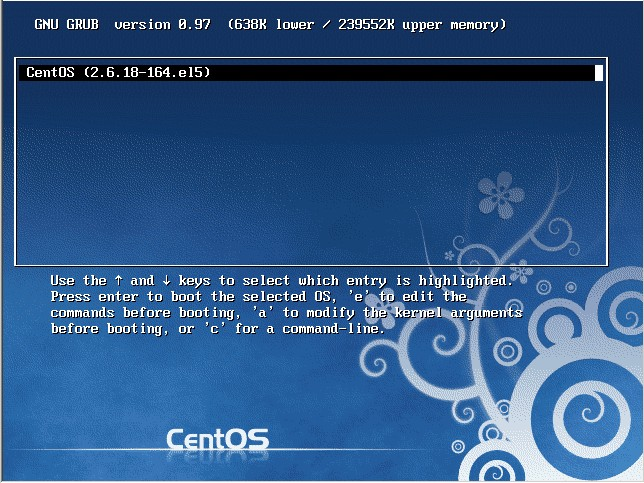 GNU GRUB version 0.97 (638K lower / 239552K upper memory)
CentOS (2.6.18-164.el5)
Use the ↑ and ↓ keys to select which entry is highlighted.
Press enter to boot the selected OS, 'e' to edit the
commands before booting, 'a' to modify the kernel arguments
before booting, or 'c' for a command-line.
CentOS